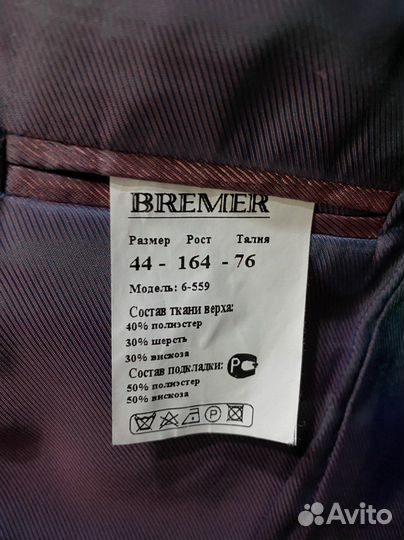 BREMER
Размер Рост Талия
44 - 164 - 76
Модель: 6-559
Состав ткани верха:
40% полиэстер
30% шерсть
30% вискоза
Состав подкладки:
50% полиэстер
50% вискоза
P
Avito